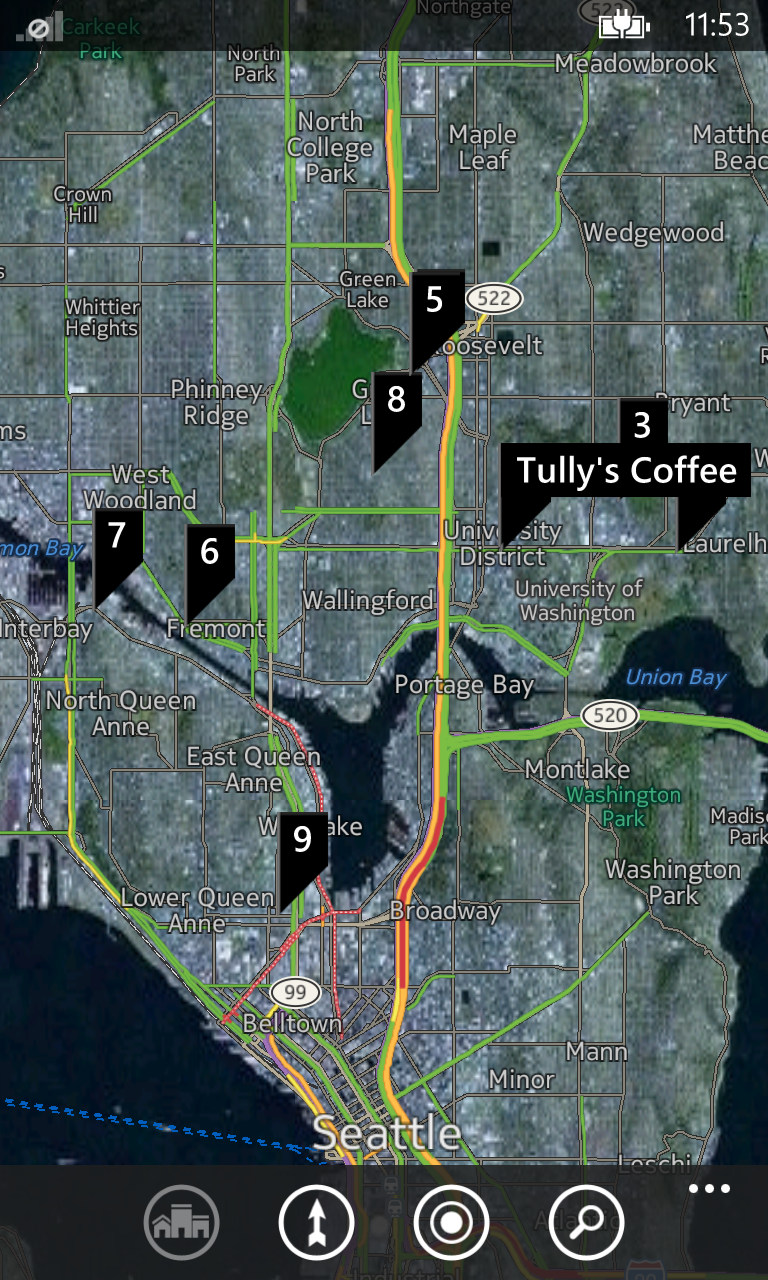 Northgate
522
11:53
Carkeek
Park
North
Park
Meadowbrook
North
College
Park
Maple
Leaf
Crown
Hill
Wedgewood
Green
Lake
5
522
Whittier
Heights
Roosevelt
Phinney
Ridge
8
Bryant
3
Tully's Coffee
West
Woodland
7
6
University
District
Laurelh
University of
Washington
Wallingford
Interbay
Fremont
Portage Bay
Union Bay
North Queen
Anne
520
East Queen
Anne
Montlake
Washington
Park
9
Madiso
Park
Washington
Park
Lower Queen
Anne
Broadway
99
Belltown
Mann
Minor
Seattle
Leschi